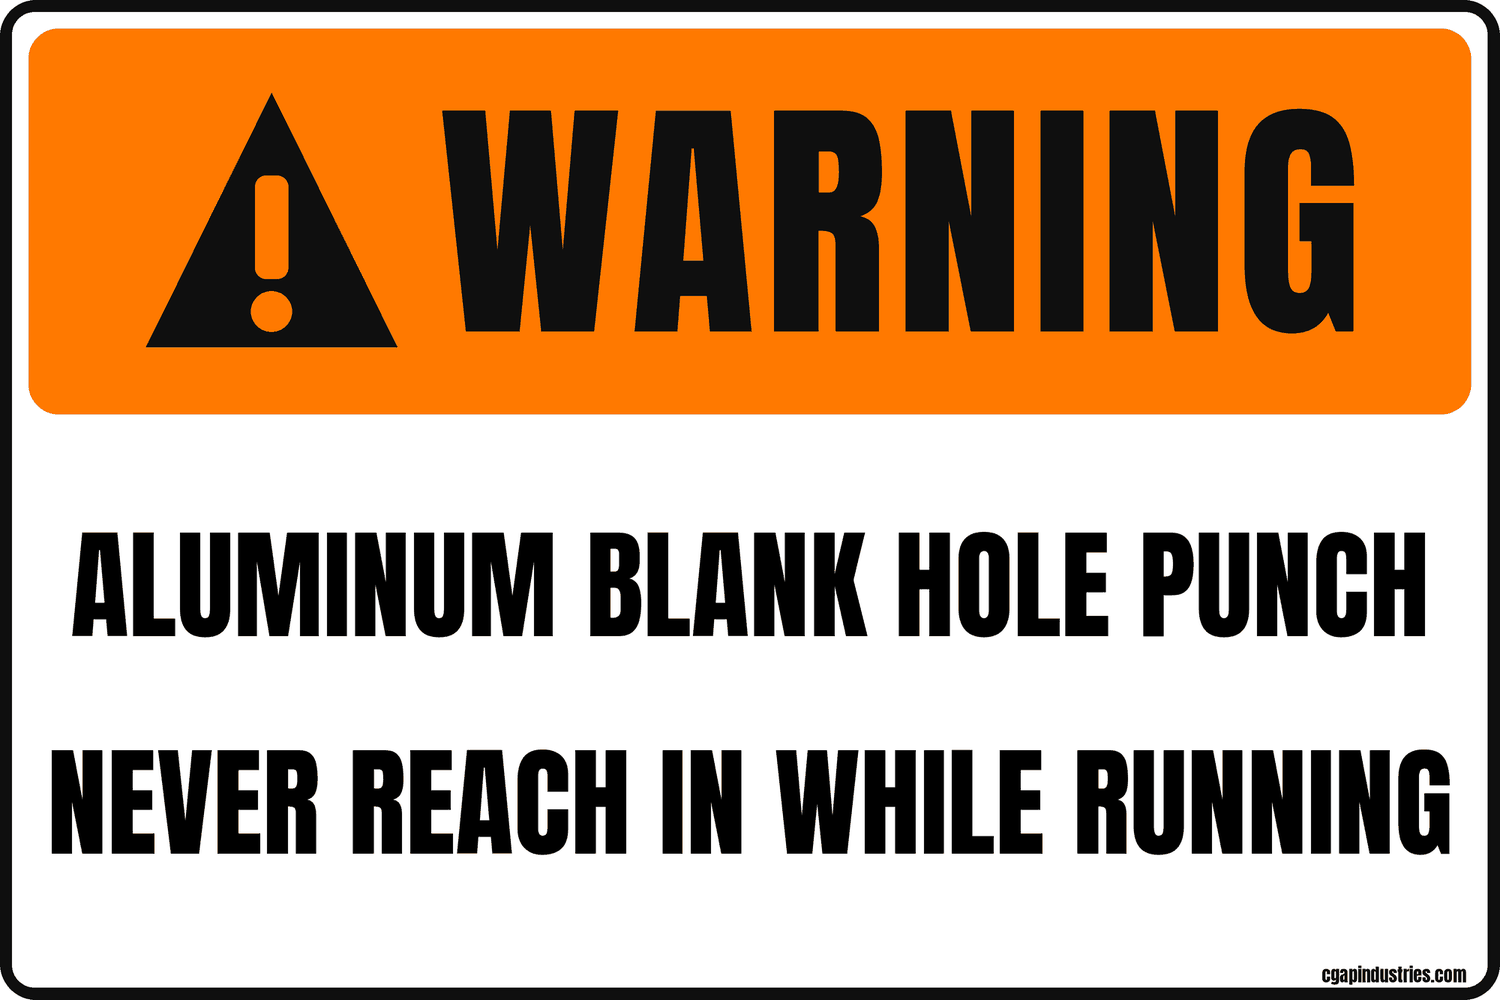 WARNING
ALUMINUM BLANK HOLE PUNCH
NEVER REACH IN WHILE RUNNING
cgapindustries.com